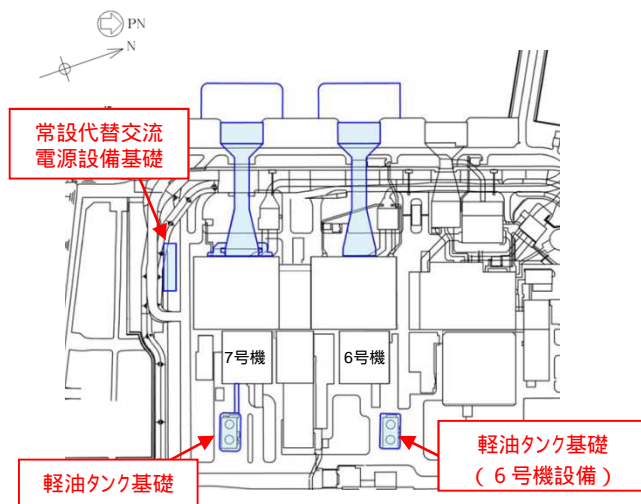 PN
N
常設代替交流
電源設備基礎
7号機
6号機
軽油タンク基礎
軽油タンク基礎
（６号機設備）